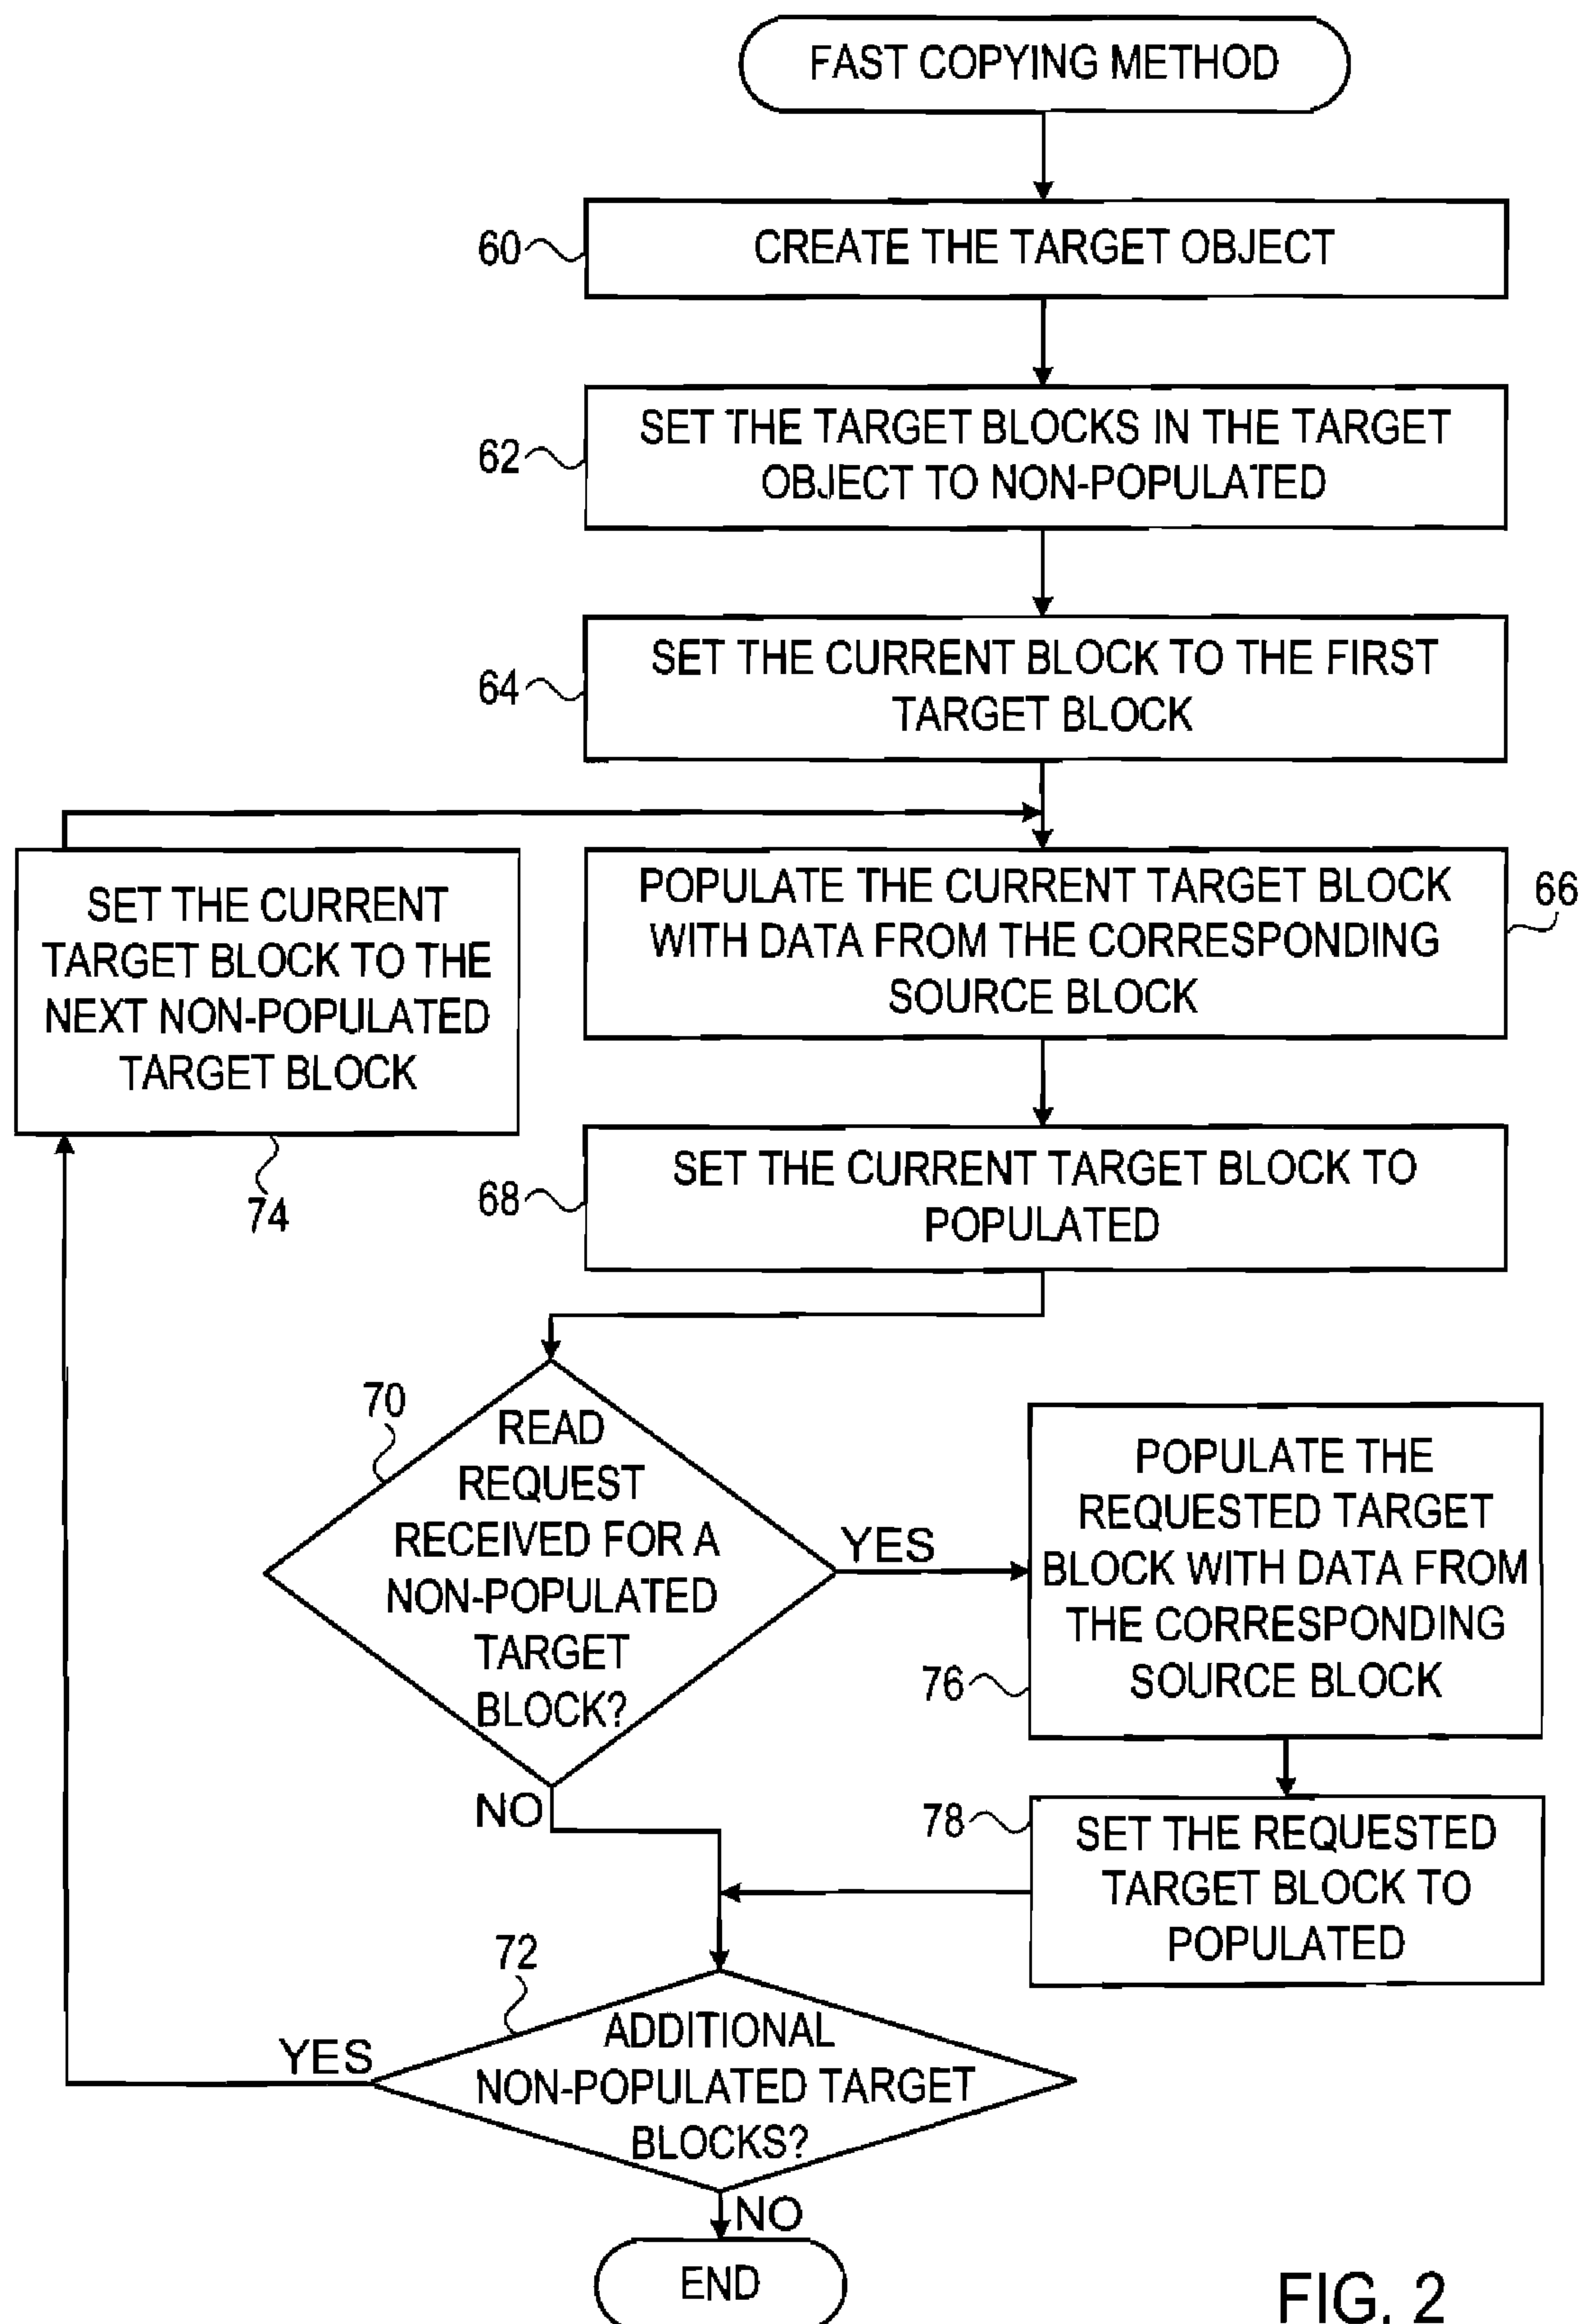 FAST COPYING METHOD
60
CREATE THE TARGET OBJECT
62
SET THE TARGET BLOCKS IN THE TARGET
OBJECT TO NON-POPULATED
64
SET THE CURRENT BLOCK TO THE FIRST
TARGET BLOCK
SET THE CURRENT
TARGET BLOCK TO THE
NEXT NON-POPULATED
TARGET BLOCK
74
POPULATE THE CURRENT TARGET BLOCK
WITH DATA FROM THE CORRESPONDING
SOURCE BLOCK
66
68
SET THE CURRENT TARGET BLOCK TO
POPULATED
70
READ
REQUEST
RECEIVED FOR A
NON-POPULATED
TARGET
BLOCK?
YES
POPULATE THE
REQUESTED TARGET
BLOCK WITH DATA FROM
THE CORRESPONDING
SOURCE BLOCK
76
NO
78
SET THE REQUESTED
TARGET BLOCK TO
POPULATED
72
ADDITIONAL
NON-POPULATED TARGET
BLOCKS?
YES
NO
END
FIG. 2